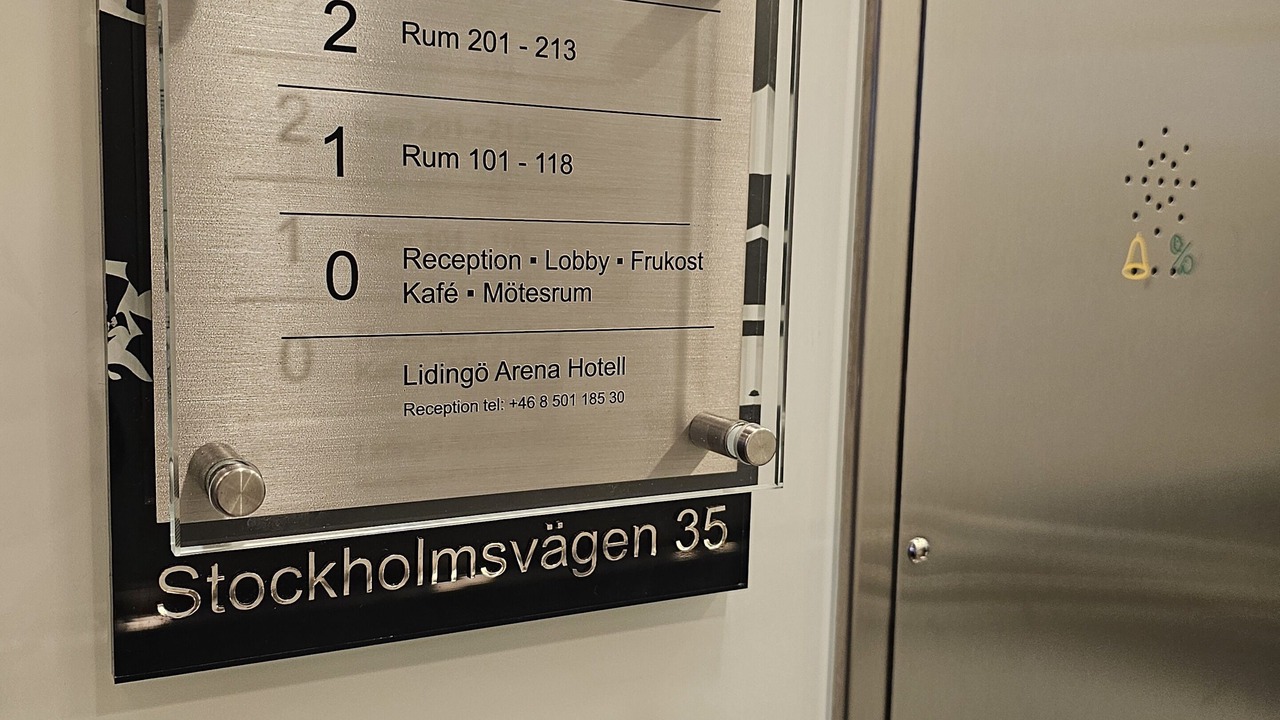 2 Rum 201 - 213
1 Rum 101 - 118
0 Reception ▪ Lobby ▪ Frukost
Kafé ▪ Mötesrum
Lidingö Arena Hotell
Reception tel: +46 8 501 185 30
Stockholmsvägen 35